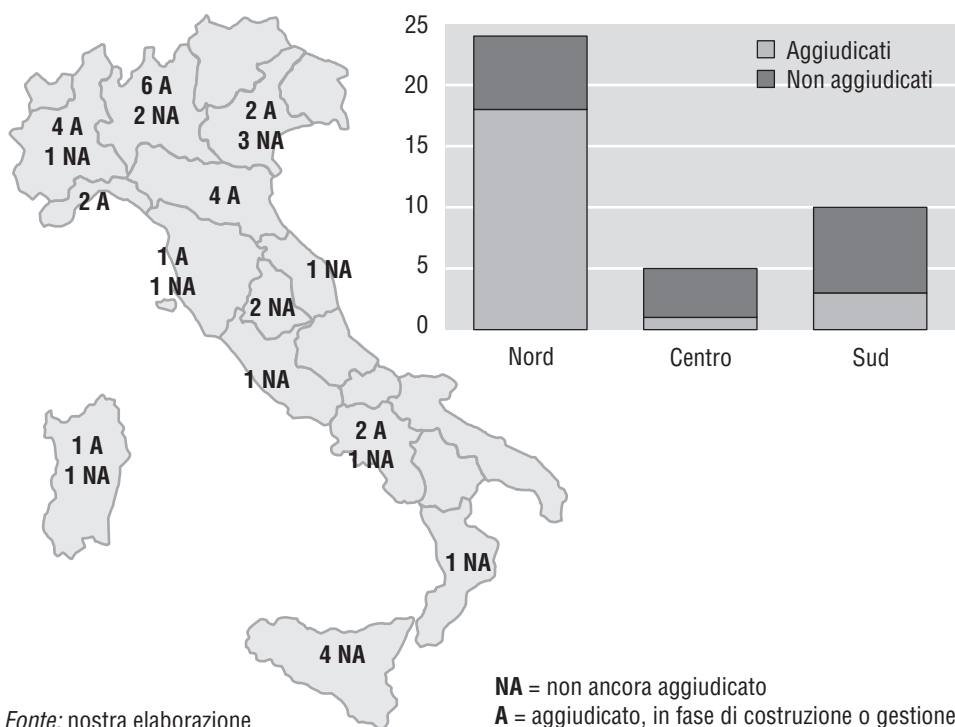 6 A
2 NA
2 A
3 NA
4 A
1 NA
4 A
2 A
1 A
1 NA
1 NA
2 NA
1 NA
2 A
1 NA
1 A
1 NA
1 NA
4 NA
25
20
15
10
5
0
Aggiudicati
Non aggiudicati
Nord
Centro
Sud
NA = non ancora aggiudicato
A = aggiudicato, in fase di costruzione o gestione
Fonte: nostra elaborazione